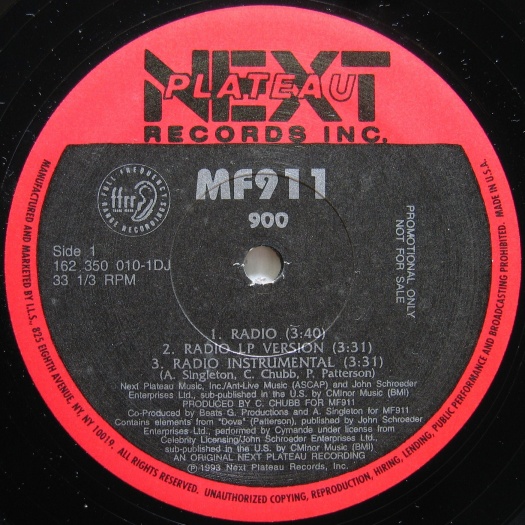 NEXT
PLATEAU
RECORDS INC.
FULL FREQUENCY
ffrr
RANGE RECORDINGS
MF911
900
Side 1
162 350 010-1DJ
33 1/3 RPM
PROMOTIONAL ONLY
NOT FOR SALE
1. RADIO (3:40)
2. RADIO LP VERSION (3:31)
3. RADIO INSTRUMENTAL (3:31)
(A. Singleton, C. Chubb, P. Patterson)
Next Plateau Music, Inc./Ant-Live Music (ASCAP) and John Schroeder
Enterprises Ltd., sub-published in the U.S. by CMinor Music (BMI)
PRODUCED BY C. CHUBB FOR MF911
Co-Produced by Beats G. Productions and A. Singleton for MF911
Contains elements from "Dove" (Patterson), published by John Schroeder
Enterprises Ltd., performed by Cymande under license from
Celebrity Licensing/John Schroeder Enterprises Ltd.,
sub-published in the U.S. by CMinor Music (BMI)
AN ORIGINAL NEXT PLATEAU RECORDING
℗1993 Next Plateau Records, Inc.
MANUFACTURED AND MARKETED BY I.L.S., 825 EIGHTH AVENUE, NY, NY 10019. ALL RIGHTS RESERVED. UNAUTHORIZED COPYING, REPRODUCTION, HIRING, LENDING, PUBLIC PERFORMANCE AND BROADCASTING PROHIBITED. MADE IN U.S.A.